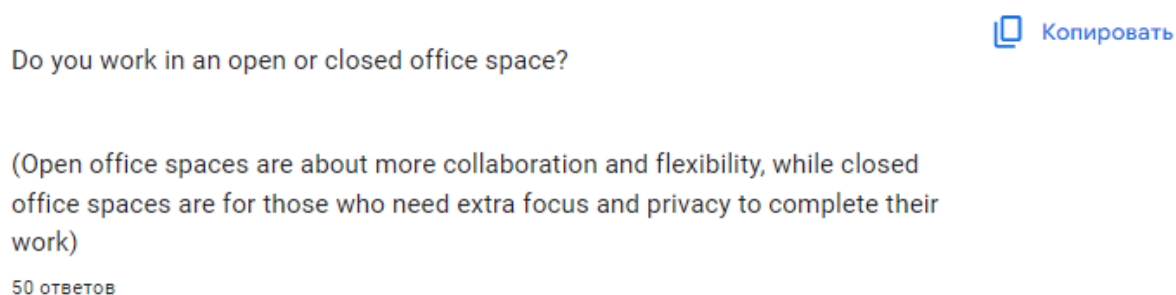 Копировать
Do you work in an open or closed office space?
(Open office spaces are about more collaboration and flexibility, while closed
office spaces are for those who need extra focus and privacy to complete their
work)
50 ответов